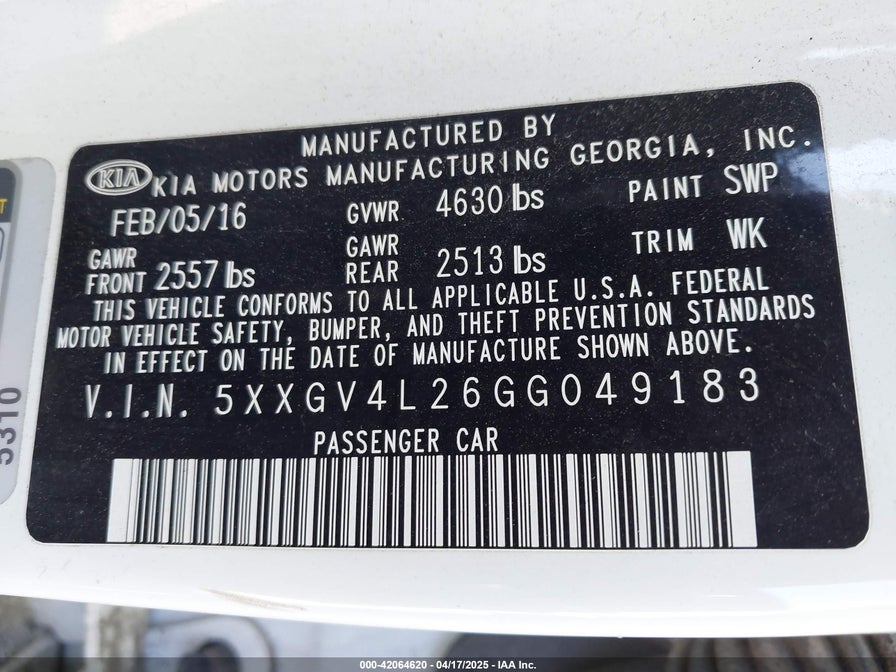 MANUFACTURED BY
KIA KIA MOTORS MANUFACTURING GEORGIA, INC.
FEB/05/16 GVWR 4630 lbs PAINT SWP
GAWR FRONT 2557 lbs GAWR REAR 2513 lbs TRIM WK
THIS VEHICLE CONFORMS TO ALL APPLICABLE U.S.A. FEDERAL
MOTOR VEHICLE SAFETY, BUMPER, AND THEFT PREVENTION STANDARDS
IN EFFECT ON THE DATE OF MANUFACTURE SHOWN ABOVE.
V.I.N. 5XXGV4L26GG049183
PASSENGER CAR
5310
000-42064620 - 04/17/2025 - IAA Inc.